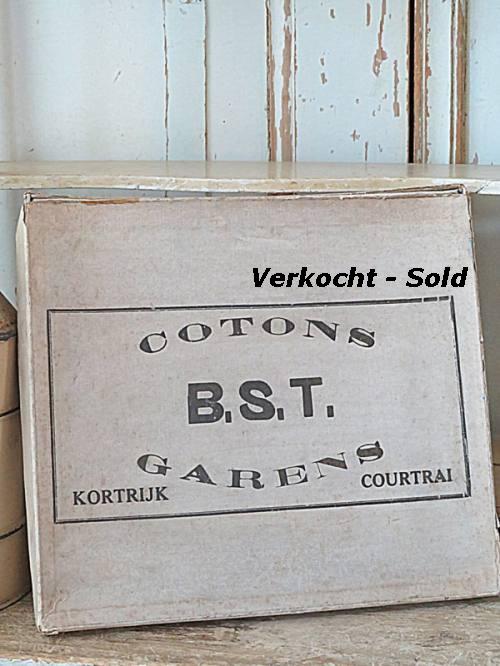 Verkocht - Sold
COTONS
B.S.T.
GARENS
KORTRIJK COURTRAI